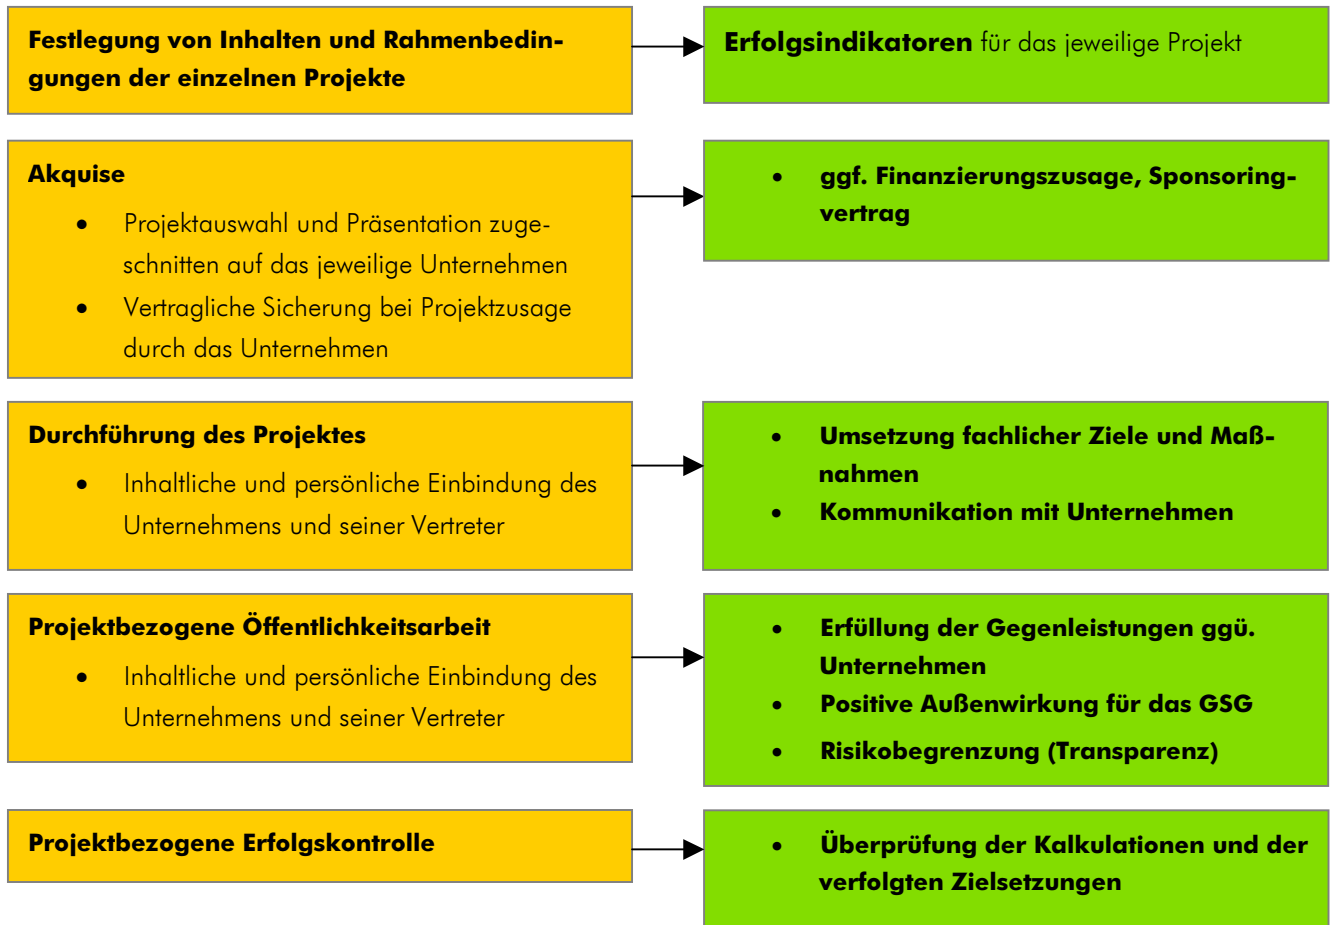 Festlegung von Inhalten und Rahmenbedin-
gungen der einzelnen Projekte
Erfolgsindikatoren für das jeweilige Projekt
Akquise
• Projektauswahl und Präsentation zuge-
schnitten auf das jeweilige Unternehmen
• Vertragliche Sicherung bei Projektzusage
durch das Unternehmen
• ggf. Finanzierungszusage, Sponsoring-
vertrag
Durchführung des Projektes
• Inhaltliche und persönliche Einbindung des
Unternehmens und seiner Vertreter
• Umsetzung fachlicher Ziele und Maß-
nahmen
• Kommunikation mit Unternehmen
Projektbezogene Öffentlichkeitsarbeit
• Inhaltliche und persönliche Einbindung des
Unternehmens und seiner Vertreter
• Erfüllung der Gegenleistungen ggü.
Unternehmen
• Positive Außenwirkung für das GSG
• Risikobegrenzung (Transparenz)
Projektbezogene Erfolgskontrolle
• Überprüfung der Kalkulationen und der
verfolgten Zielsetzungen